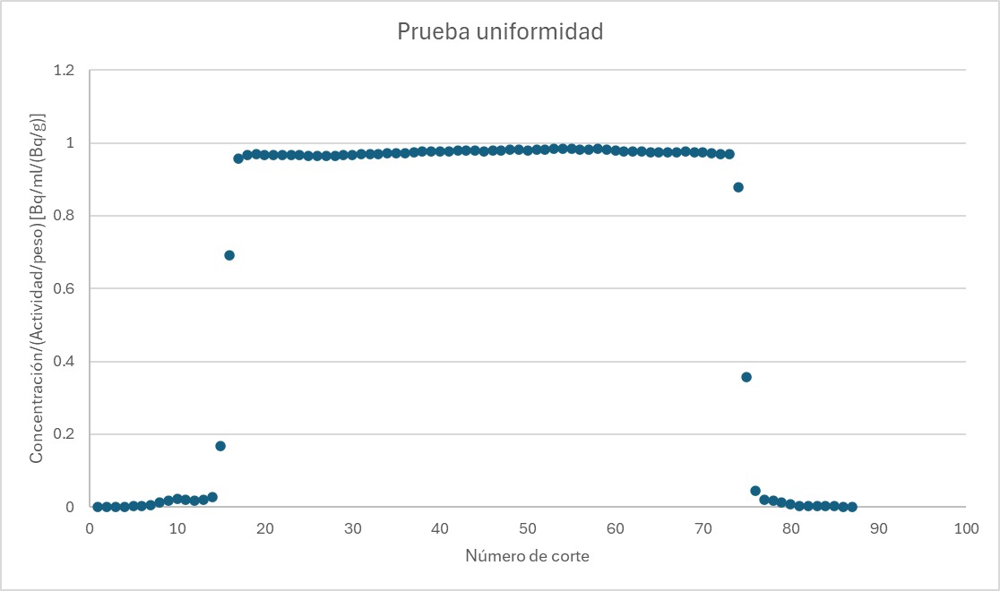 Prueba uniformidad
Concentración/(Actividad/peso) [Bq/ml/(Bq/g)]
1.2
1
0.8
0.6
0.4
0.2
0
0 10 20 30 40 50 60 70 80 90 100
Número de corte